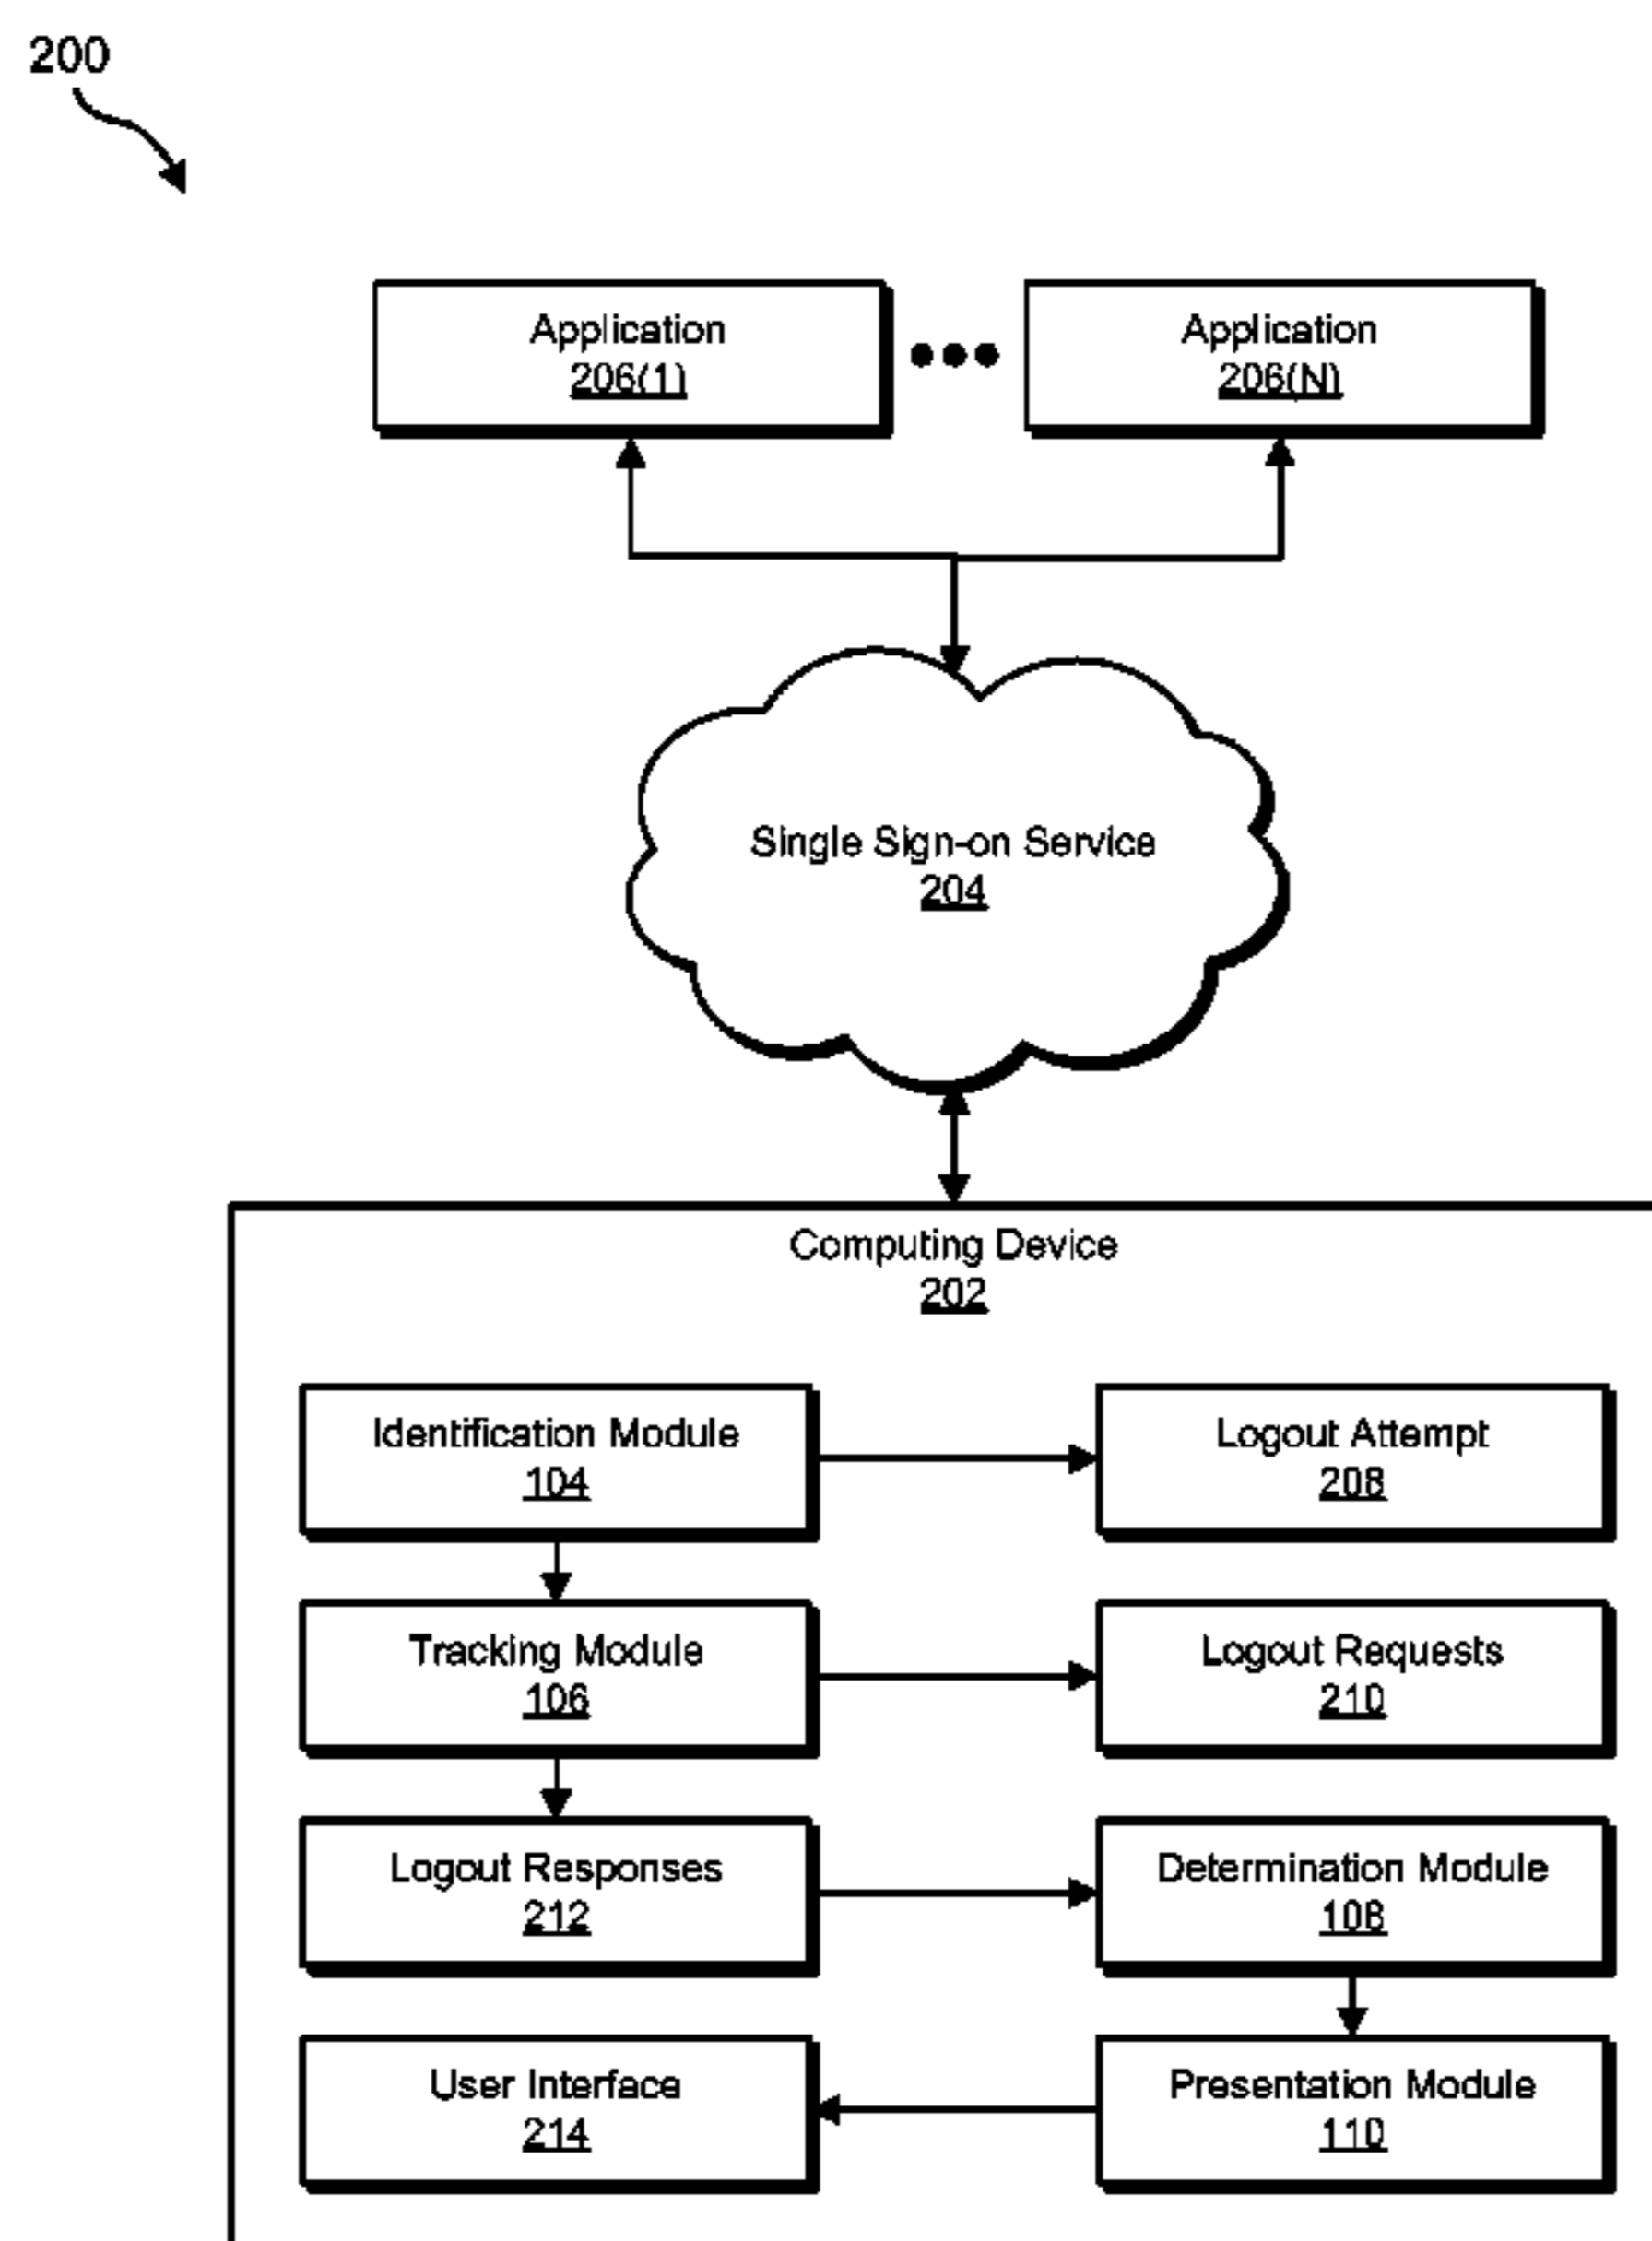 200
Application
206(1)
Application
206(N)
Single Sign-on Service
204
Computing Device
202
Identification Module
104
Logout Attempt
208
Tracking Module
106
Logout Requests
210
Logout Responses
212
Determination Module
108
User Interface
214
Presentation Module
110